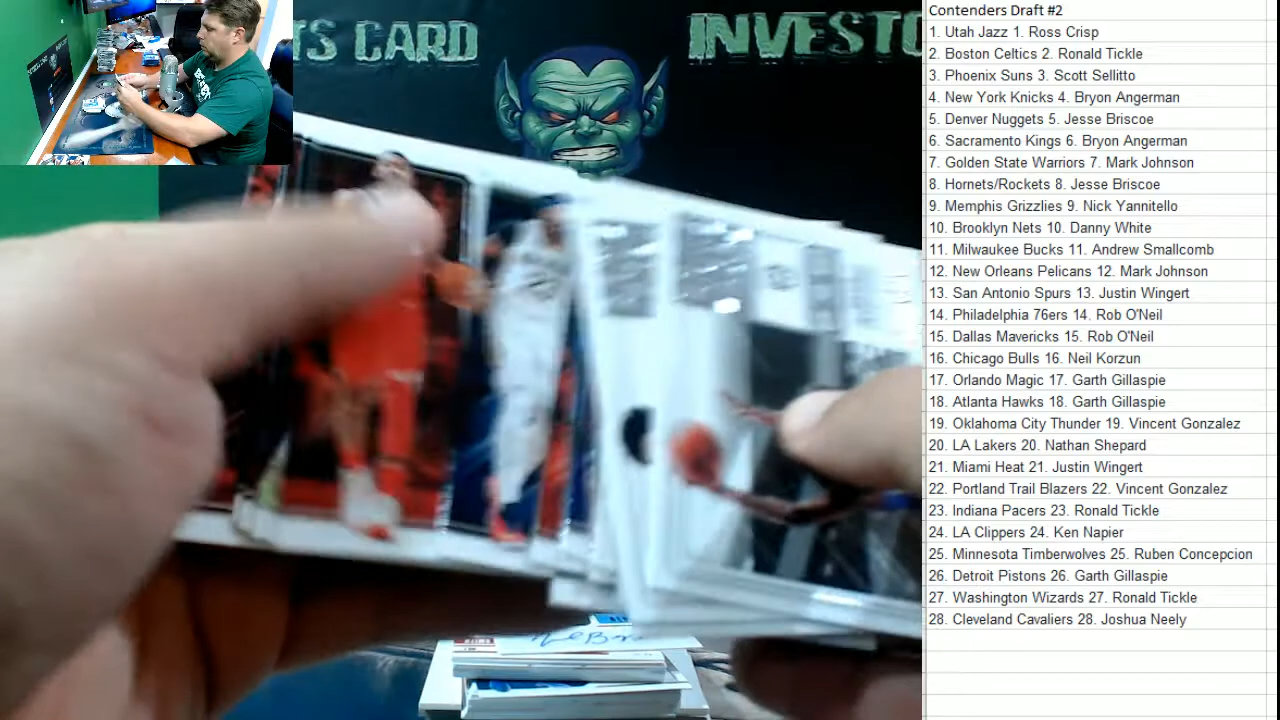 TS CARD INVESTO
Contenders Draft #2
1. Utah Jazz 1. Ross Crisp
2. Boston Celtics 2. Ronald Tickle
3. Phoenix Suns 3. Scott Sellitto
4. New York Knicks 4. Bryon Angerman
5. Denver Nuggets 5. Jesse Briscoe
6. Sacramento Kings 6. Bryon Angerman
7. Golden State Warriors 7. Mark Johnson
8. Hornets/Rockets 8. Jesse Briscoe
9. Memphis Grizzlies 9. Nick Yannitello
10. Brooklyn Nets 10. Danny White
11. Milwaukee Bucks 11. Andrew Smallcomb
12. New Orleans Pelicans 12. Mark Johnson
13. San Antonio Spurs 13. Justin Wingert
14. Philadelphia 76ers 14. Rob O'Neil
15. Dallas Mavericks 15. Rob O'Neil
16. Chicago Bulls 16. Neil Korzun
17. Orlando Magic 17. Garth Gillaspie
18. Atlanta Hawks 18. Garth Gillaspie
19. Oklahoma City Thunder 19. Vincent Gonzalez
20. LA Lakers 20. Nathan Shepard
21. Miami Heat 21. Justin Wingert
22. Portland Trail Blazers 22. Vincent Gonzalez
23. Indiana Pacers 23. Ronald Tickle
24. LA Clippers 24. Ken Napier
25. Minnesota Timberwolves 25. Ruben Concepcion
26. Detroit Pistons 26. Garth Gillaspie
27. Washington Wizards 27. Ronald Tickle
28. Cleveland Cavaliers 28. Joshua Neely